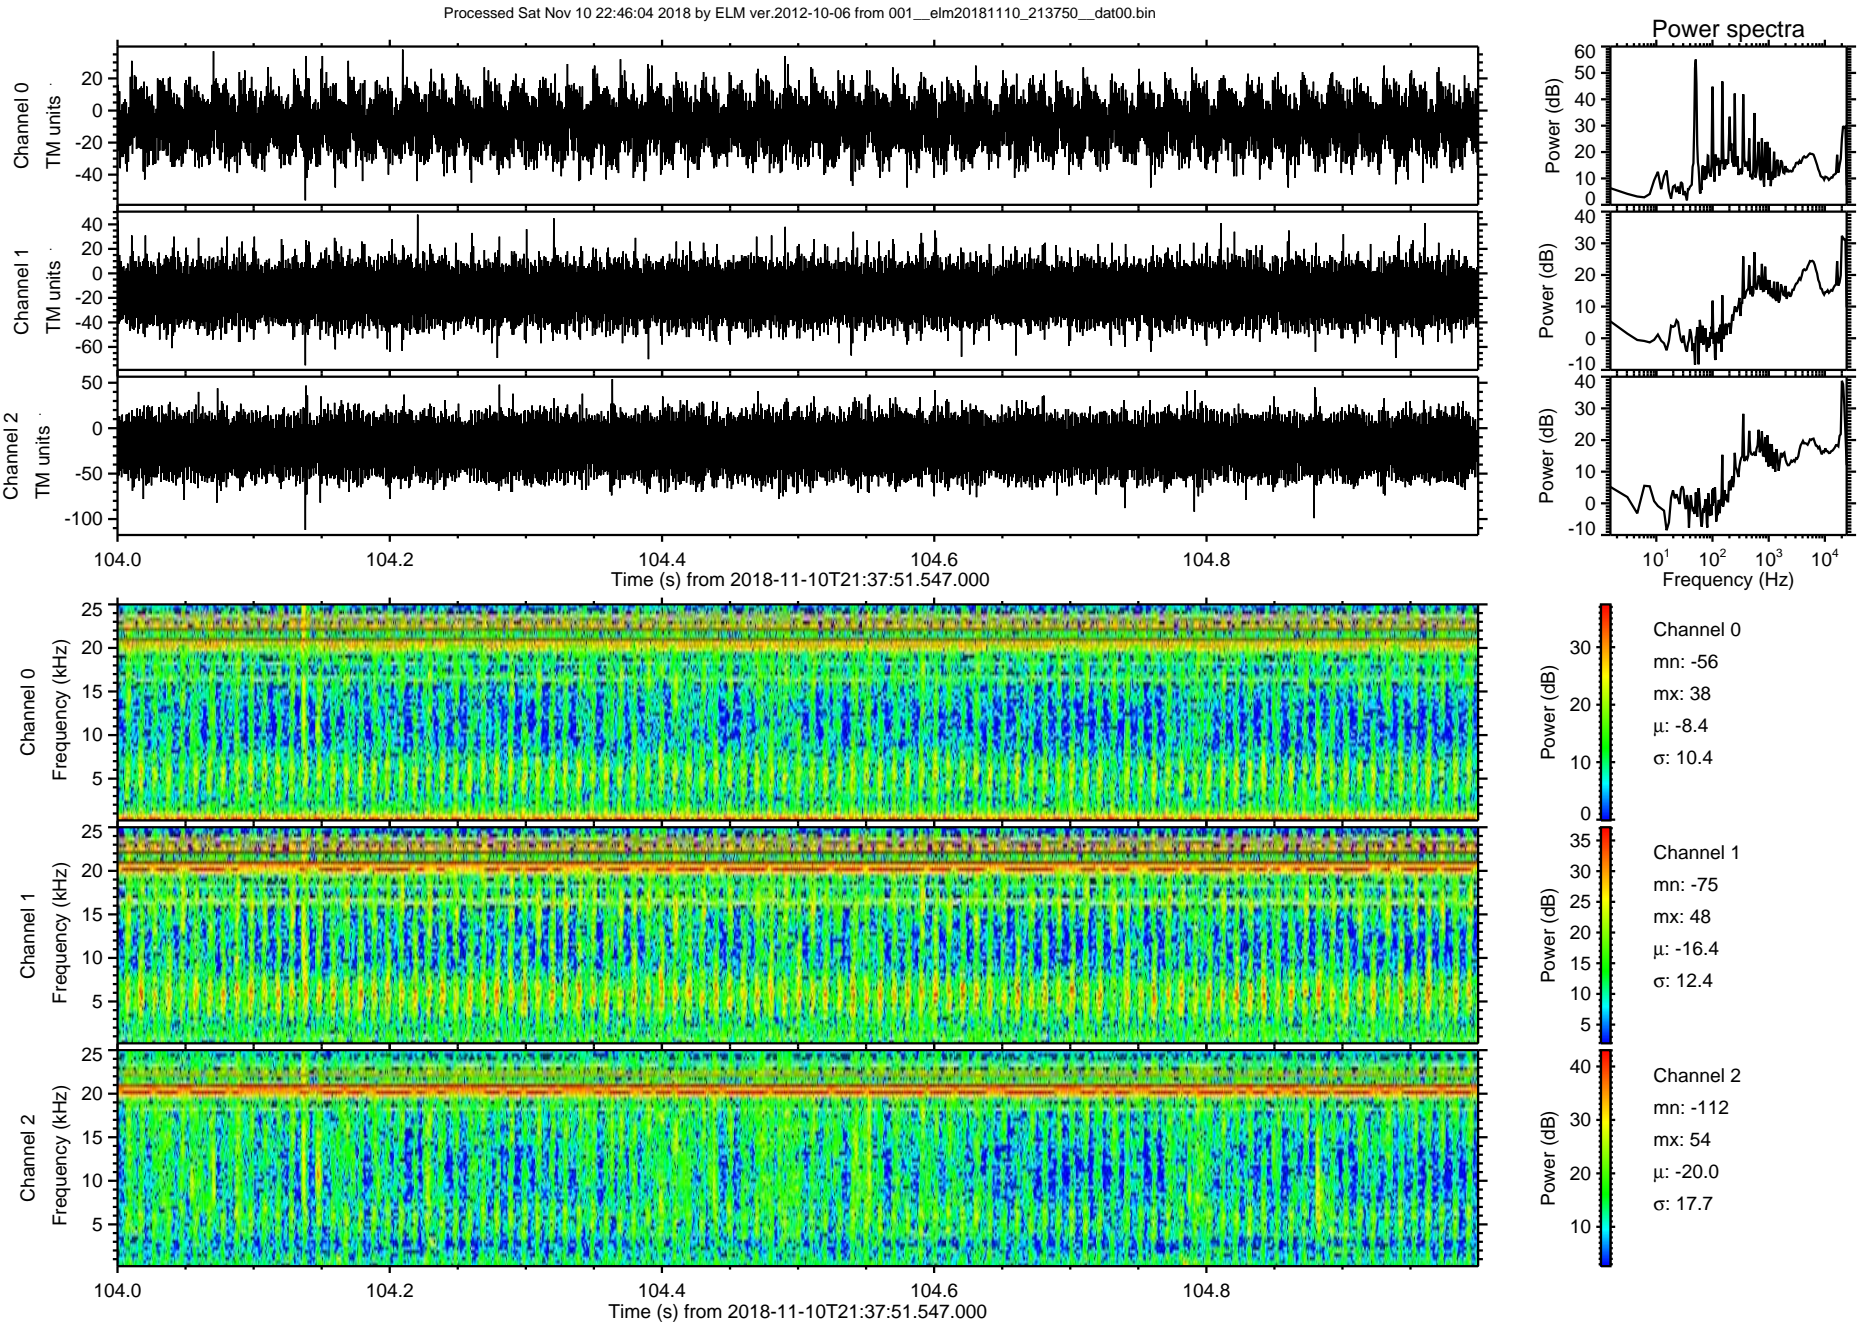 Processed Sat Nov 10 22:46:04 2018 by ELM ver.2012-10-06 from 001__elm20181110_213750__dat00.bin
Power spectra
Channel 0
TM units
20
0
-20
-40
Power (dB)
60
50
40
30
20
10
0
Channel 1
TM units
40
20
0
-20
-40
-60
Power (dB)
40
30
20
10
0
-10
Channel 2
TM units
50
0
-50
-100
Power (dB)
40
30
20
10
0
-10
104.0 104.2 104.4 104.6 104.8
Time (s) from 2018-11-10T21:37:51.547.000
10¹ 10² 10³ 10⁴
Frequency (Hz)
Channel 0
Frequency (kHz)
25
20
15
10
5
Power (dB)
30
20
10
0
Channel 0
mn: -56
mx: 38
μ: -8.4
σ: 10.4
Channel 1
Frequency (kHz)
25
20
15
10
5
Power (dB)
35
30
25
20
15
10
5
Channel 1
mn: -75
mx: 48
μ: -16.4
σ: 12.4
Channel 2
Frequency (kHz)
25
20
15
10
5
Power (dB)
40
30
20
10
Channel 2
mn: -112
mx: 54
μ: -20.0
σ: 17.7
104.0 104.2 104.4 104.6 104.8
Time (s) from 2018-11-10T21:37:51.547.000